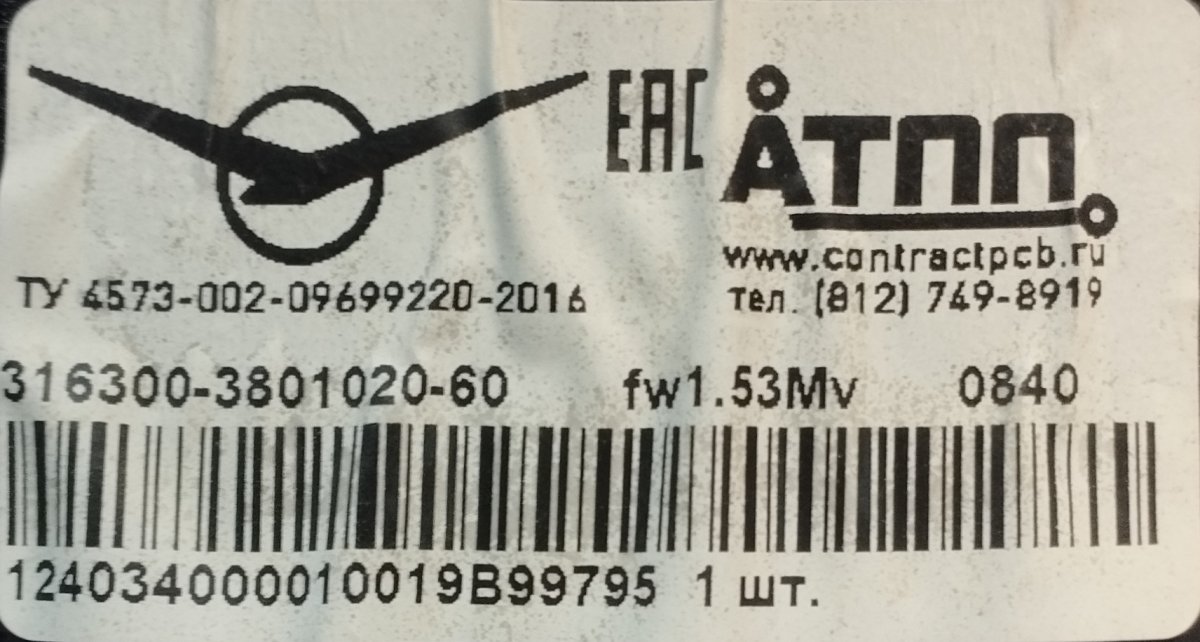 EAC АТПП
www.contractpcb.ru
ТУ 4573-002-09699220-2016 тел. (812) 749-8919
316300-3801020-60 fw1.53Mv 0840
124034000010019B99795 1 шт.